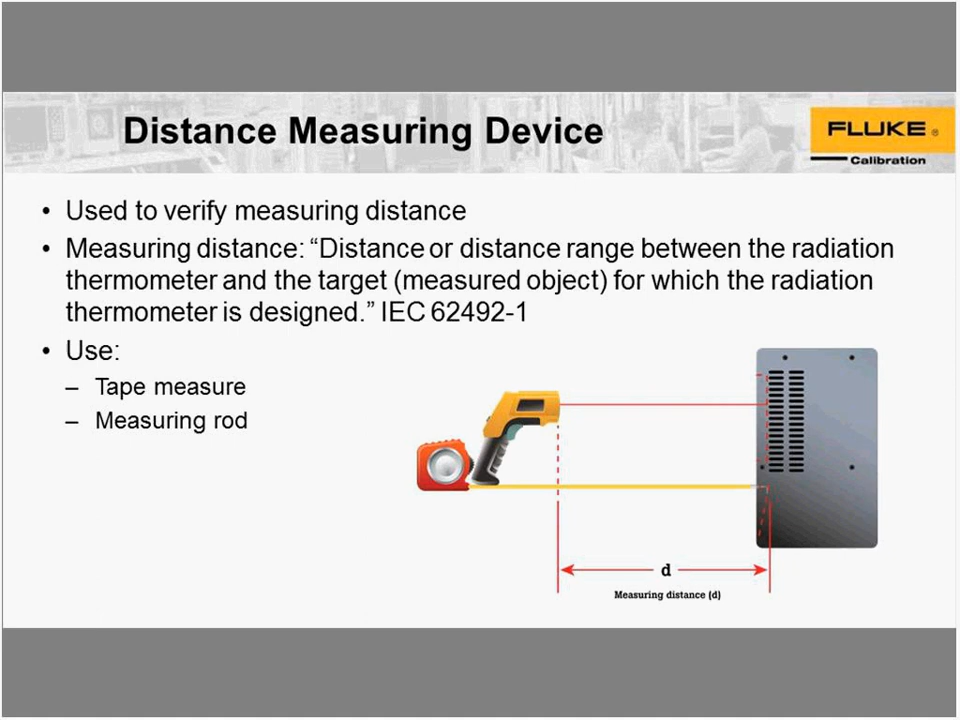 Distance Measuring Device
FLUKE ®
Calibration
• Used to verify measuring distance
• Measuring distance: “Distance or distance range between the radiation
thermometer and the target (measured object) for which the radiation
thermometer is designed.” IEC 62492-1
• Use:
– Tape measure
– Measuring rod
d
Measuring distance (d)